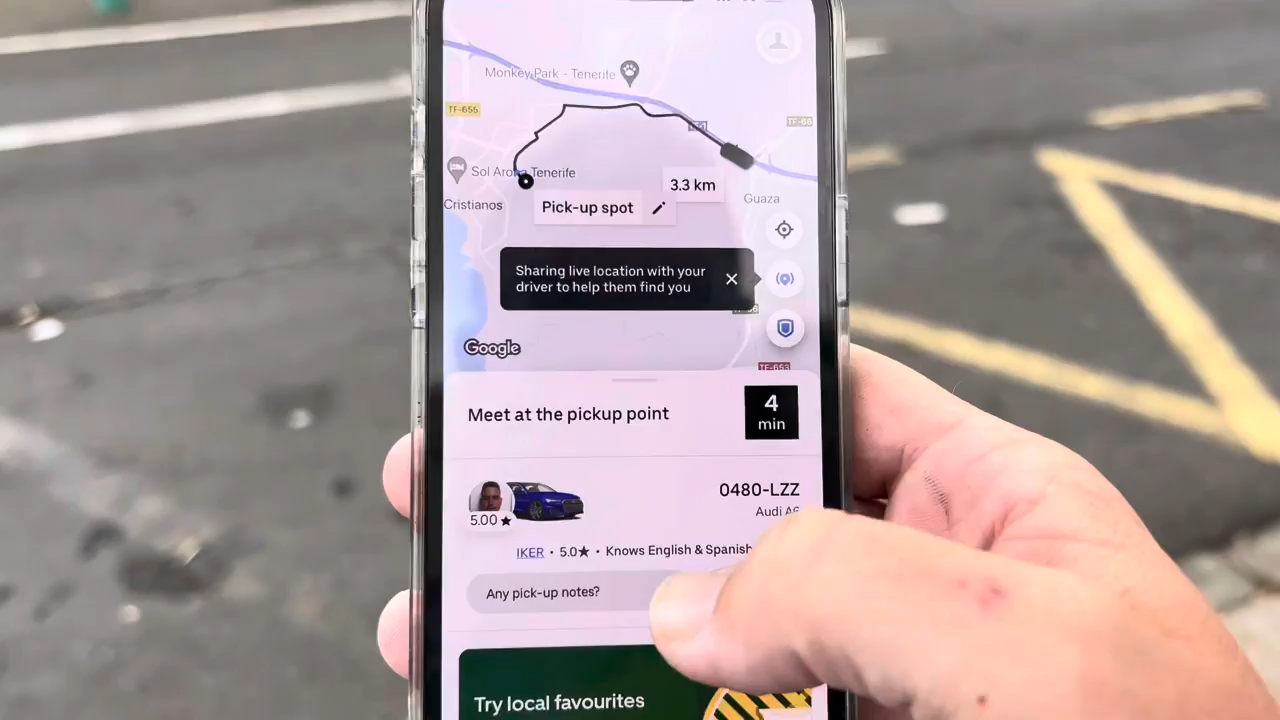 Monkey Park - Tenerife
TF-655
TF-66
Sol Arona Tenerife
3.3 km
Cristianos
Pick-up spot
Guaza
Sharing live location with your
driver to help them find you
Google
TF-653
Meet at the pickup point
4
min
0480-LZZ
5.00★
Audi A6
IKER • 5.0★ • Knows English & Spanish
Any pick-up notes?
Try local favourites